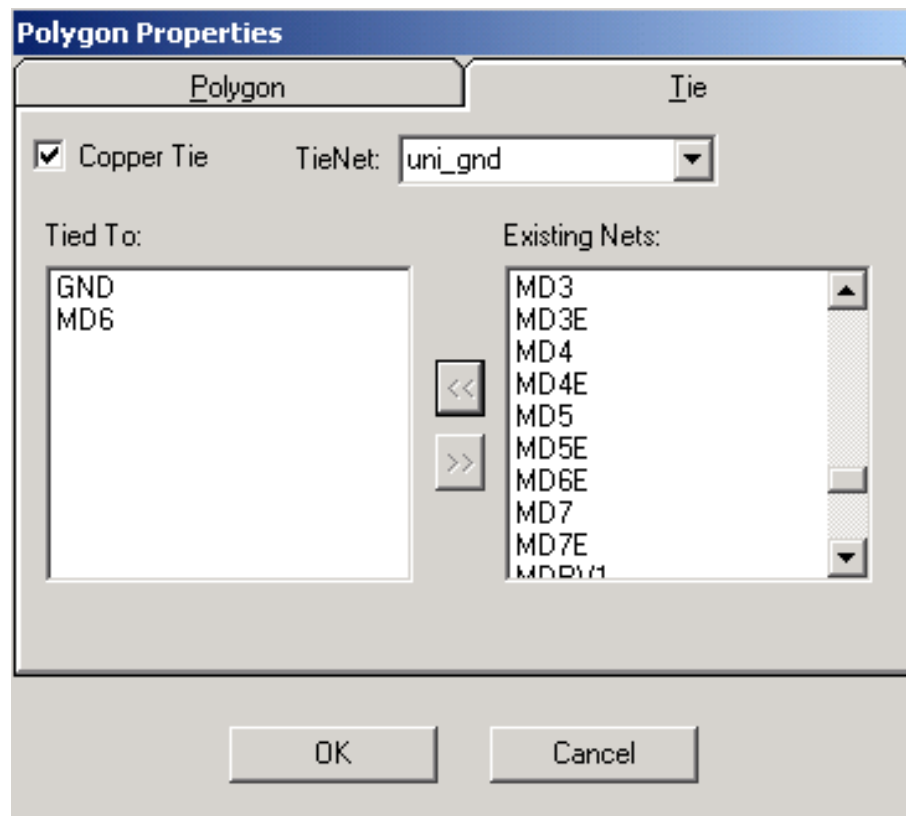 Polygon Properties
Polygon
Tie
Copper Tie
TieNet: uni_gnd
Tied To:
GND
MD6
<<
>>
Existing Nets:
MD3
MD3E
MD4
MD4E
MD5
MD5E
MD6E
MD7
MD7E
OK
Cancel